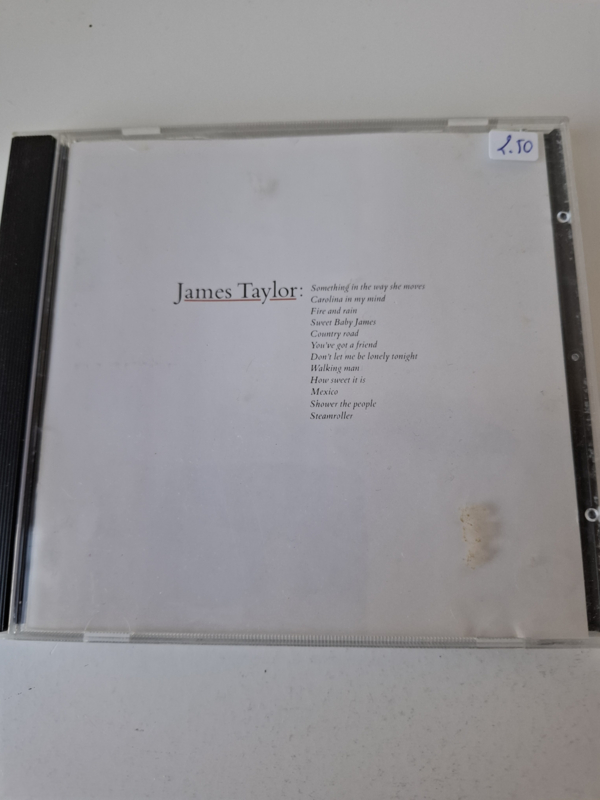 2.50
James Taylor:
Something in the way she moves
Carolina in my mind
Fire and rain
Sweet Baby James
Country road
You've got a friend
Don't let me be lonely tonight
Walking man
How sweet it is
Mexico
Shower the people
Steamroller